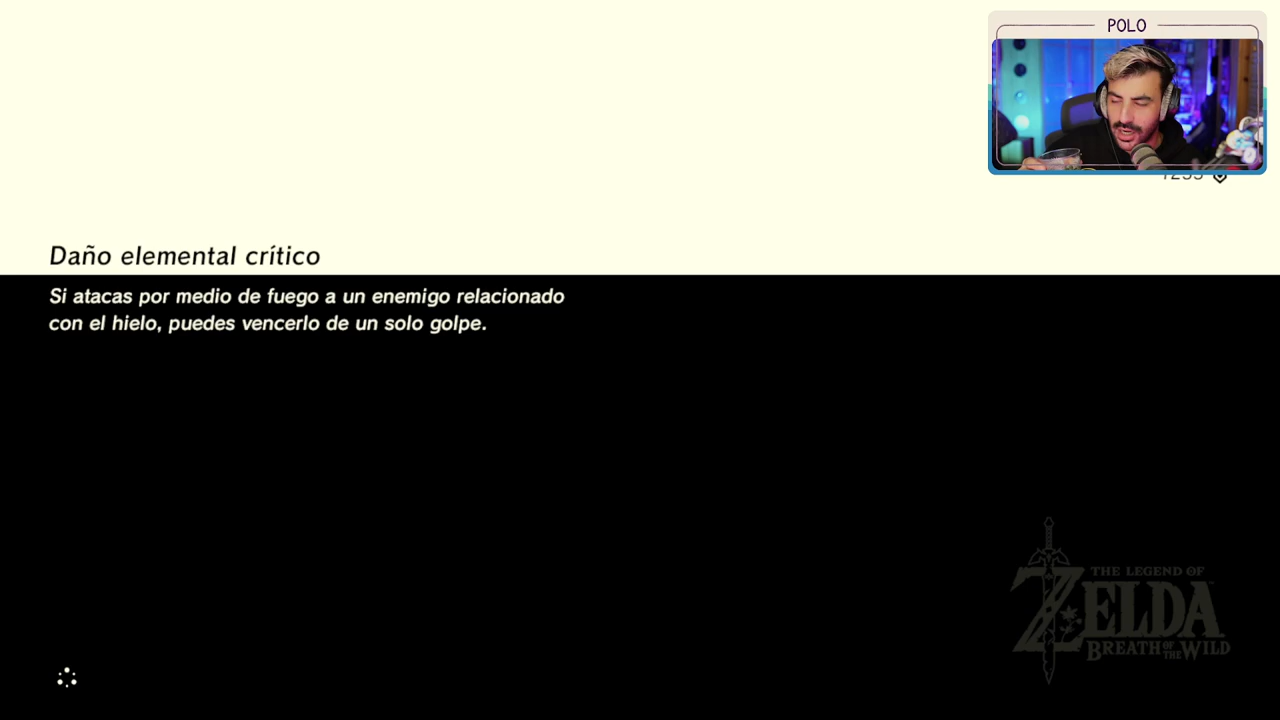 POLO
Daño elemental crítico
Si atacas por medio de fuego a un enemigo relacionado
con el hielo, puedes vencerlo de un solo golpe.
THE LEGEND OF
ZELDA
BREATH OF THE WILD